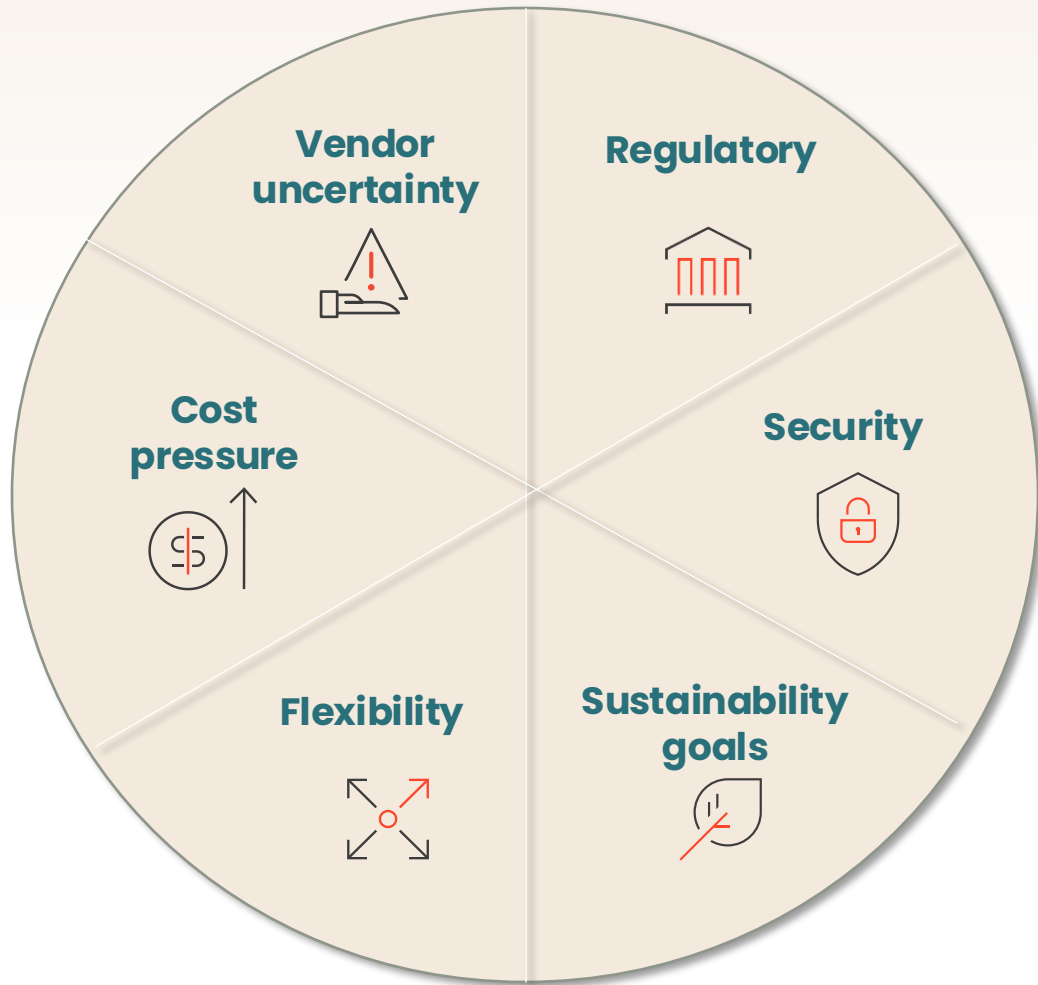 Vendor
uncertainty
Regulatory
Cost
pressure
Security
Flexibility
Sustainability
goals